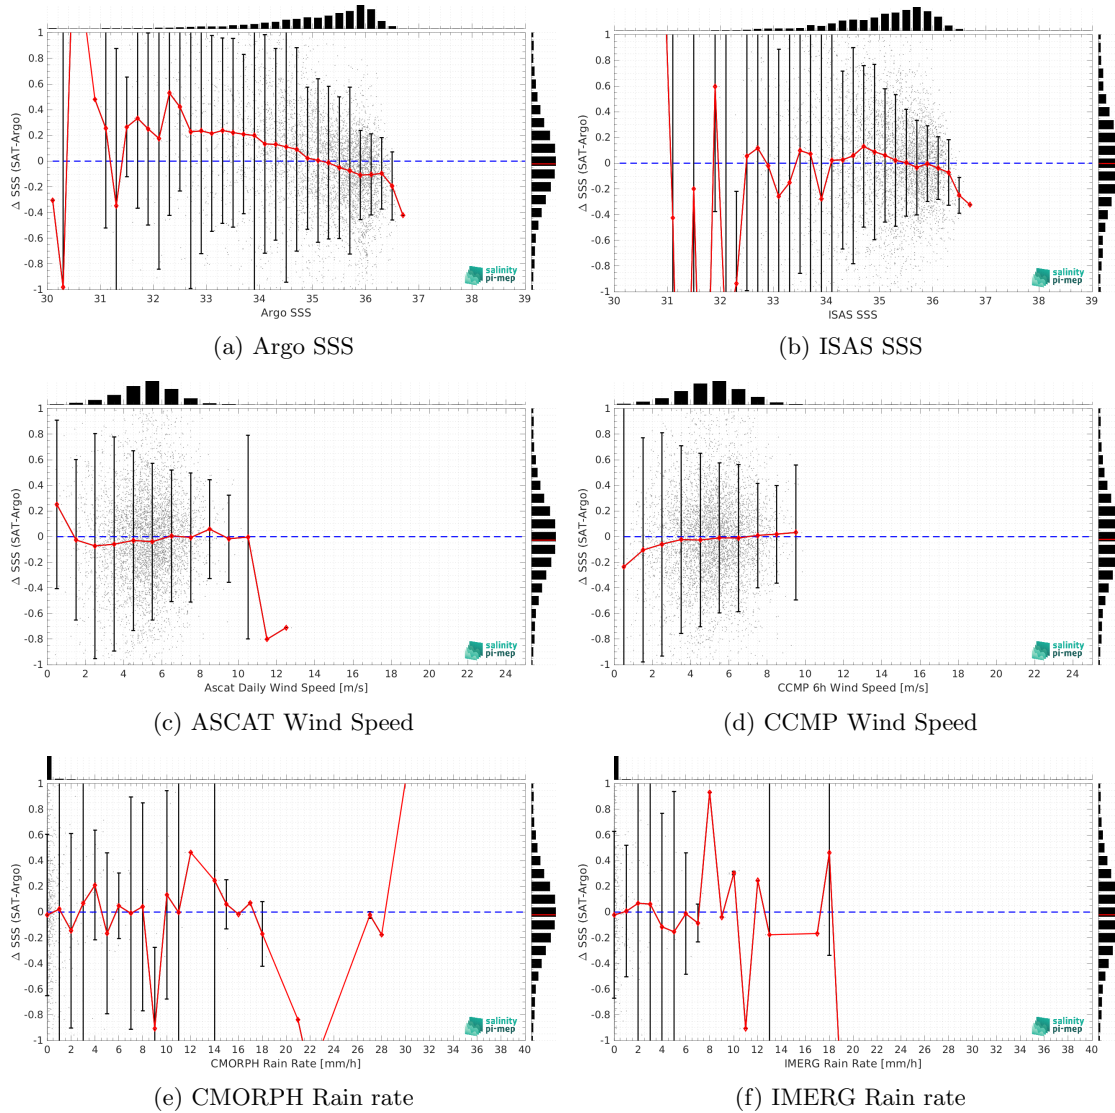 1
0.8
0.6
0.4
0.2
0
-0.2
-0.4
-0.6
-0.8
-1
Δ SSS (SAT-Argo)
30 31 32 33 34 35 36 37 38 39
Argo SSS
salinity
pi-mep
(a) Argo SSS
1
0.8
0.6
0.4
0.2
0
-0.2
-0.4
-0.6
-0.8
-1
Δ SSS (SAT-Argo)
30 31 32 33 34 35 36 37 38 39
ISAS SSS
salinity
pi-mep
(b) ISAS SSS
1
0.8
0.6
0.4
0.2
0
-0.2
-0.4
-0.6
-0.8
-1
Δ SSS (SAT-Argo)
0 2 4 6 8 10 12 14 16 18 20 22 24
Ascat Daily Wind Speed [m/s]
salinity
pi-mep
(c) ASCAT Wind Speed
1
0.8
0.6
0.4
0.2
0
-0.2
-0.4
-0.6
-0.8
-1
Δ SSS (SAT-Argo)
0 2 4 6 8 10 12 14 16 18 20 22 24
CCMP 6h Wind Speed [m/s]
salinity
pi-mep
(d) CCMP Wind Speed
1
0.8
0.6
0.4
0.2
0
-0.2
-0.4
-0.6
-0.8
-1
Δ SSS (SAT-Argo)
0 2 4 6 8 10 12 14 16 18 20 22 24 26 28 30 32 34 36 38 40
CMORPH Rain Rate [mm/h]
salinity
pi-mep
(e) CMORPH Rain rate
1
0.8
0.6
0.4
0.2
0
-0.2
-0.4
-0.6
-0.8
-1
Δ SSS (SAT-Argo)
0 2 4 6 8 10 12 14 16 18 20 22 24 26 28 30 32 34 36 38 40
IMERG Rain Rate [mm/h]
salinity
pi-mep
(f) IMERG Rain rate